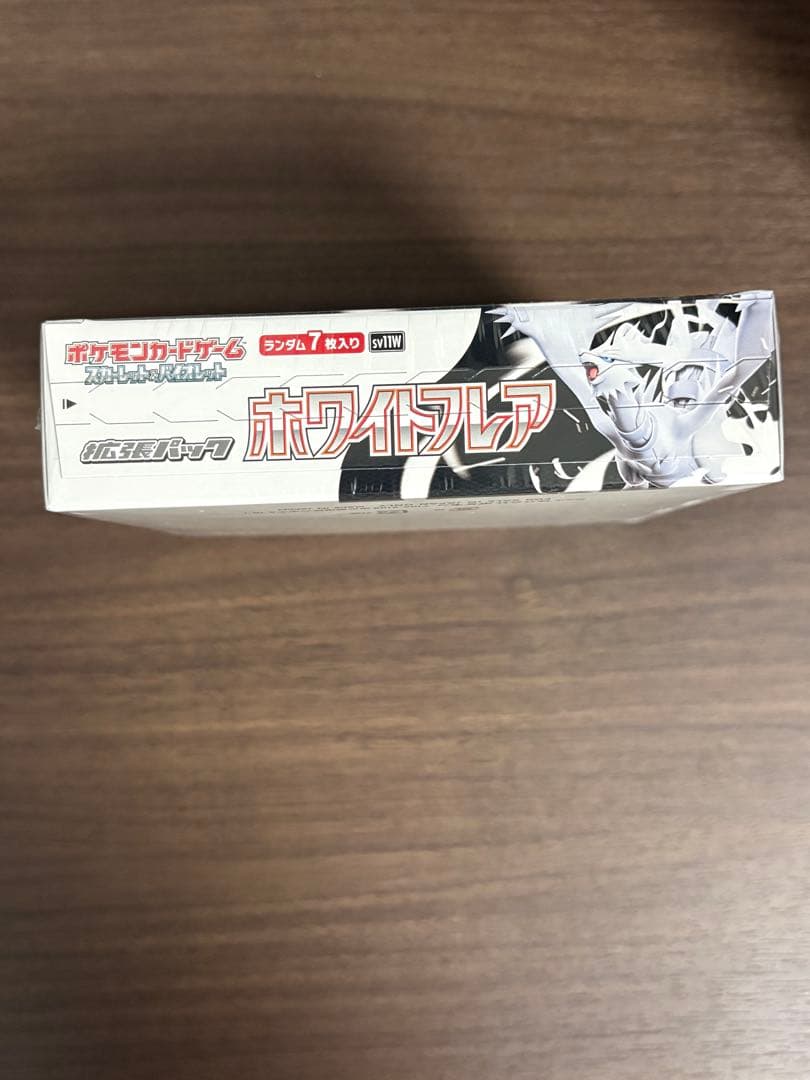 ポケモンカードゲーム
スカーレット&バイオレット
ランダム7枚入り
sv11W
拡張パック
ホワイトフレア